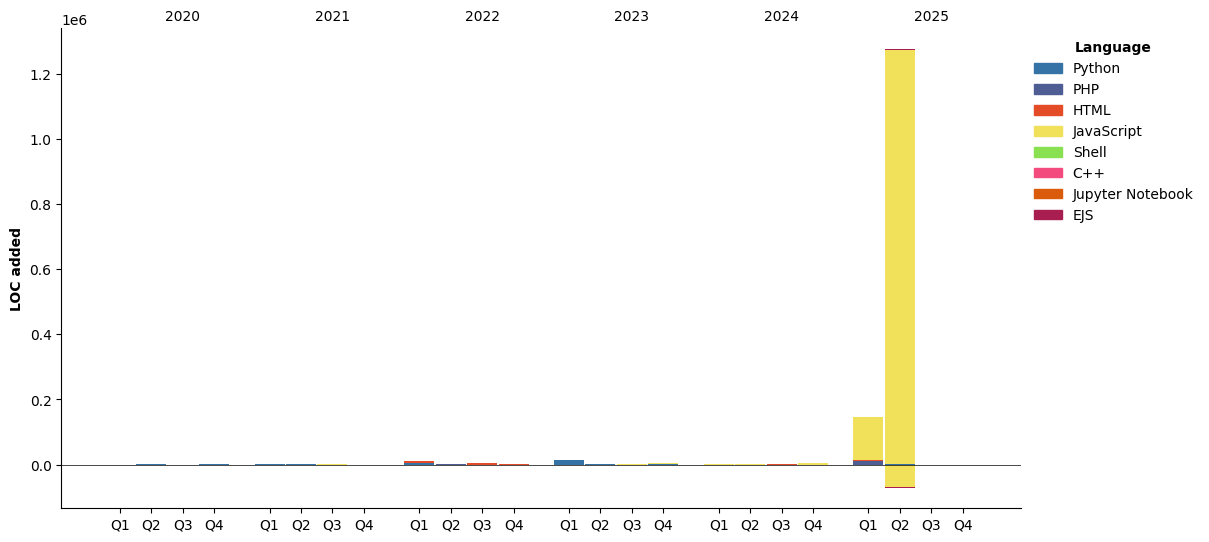 1e6
2020 2021 2022 2023 2024 2025
Language
Python
PHP
HTML
JavaScript
Shell
C++
Jupyter Notebook
EJS
LOC added
1.2
1.0
0.8
0.6
0.4
0.2
0.0
Q1 Q2 Q3 Q4 Q1 Q2 Q3 Q4 Q1 Q2 Q3 Q4 Q1 Q2 Q3 Q4 Q1 Q2 Q3 Q4 Q1 Q2 Q3 Q4